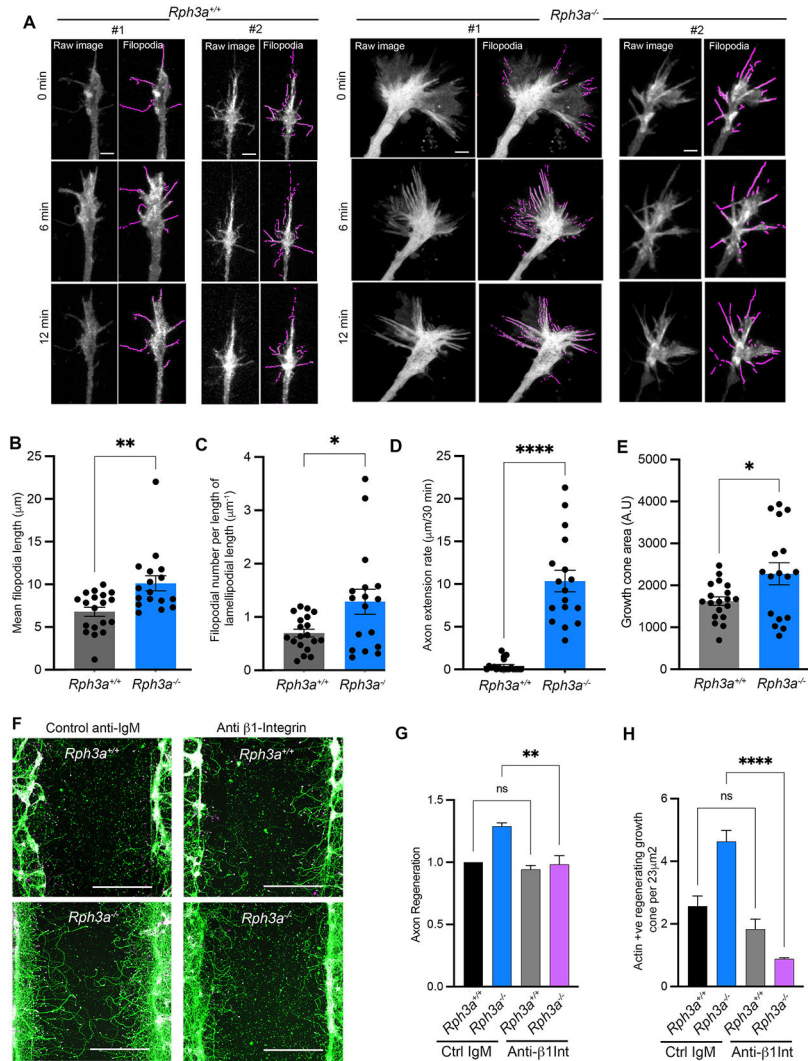 A
Rph3a+/+
Rph3a-/-
#1
#2
#1
#2
Raw image
Filopodia
Raw image
Filopodia
Raw image
Filopodia
Raw image
Filopodia
0 min
0 min
6 min
6 min
12 min
12 min
B
**
Mean filopodia length (μm)
25
20
15
10
5
0
Rph3a+/+
Rph3a-/-
C
*
Filopodial number per length of
lamellipodial length (μm-1)
4
3
2
1
0
Rph3a+/+
Rph3a-/
D
****
Axon extension rate (μm/30 min)
25
20
15
10
5
0
Rph3a+/+
Rph3a-/-
E
*
Growth cone area (A.U)
5000
4000
3000
2000
1000
0
Rph3a+/+
Rph3a-/-
F
Control anti-IgM
Anti β1-Integrin
Rph3a+/+
Rph3a+/+
Rph3a-/-
Rph3a-/-
G
**
ns
Axon Regeneration
1.5
1.0
0.5
0.0
Rph3a+/+
Rph3a-/-
Rph3a+/+
Rph3a-/-
Ctrl IgM
Anti-β1Int
H
****
ns
Actin +ve regenerating growth
cone per 23μm2
6
4
2
0
Rph3a+/+
Rph3a-/-
Rph3a+/+
Rph3a-/-
Ctrl IgM
Anti-β1Int